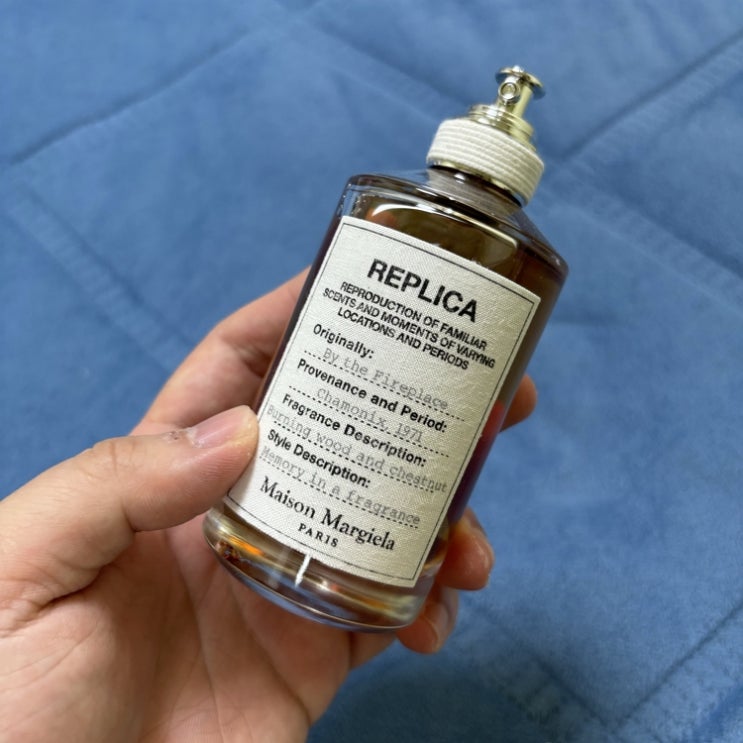 REPLICA
REPRODUCTION OF FAMILIAR
SCENTS AND MOMENTS OF VARYING
LOCATIONS AND PERIODS
Originally:
By the Fireplace
Provenance and Period:
Chamonix, 1971
Fragrance Description:
Burning wood and chestnut
Style Description:
Memory in a fragrance
Maison Margiela
PARIS